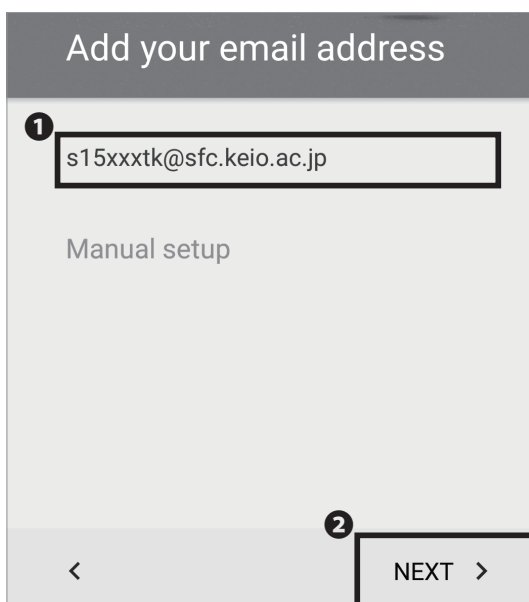 Add your email address
❶
s15xxxtk@sfc.keio.ac.jp
Manual setup
❷
< NEXT >